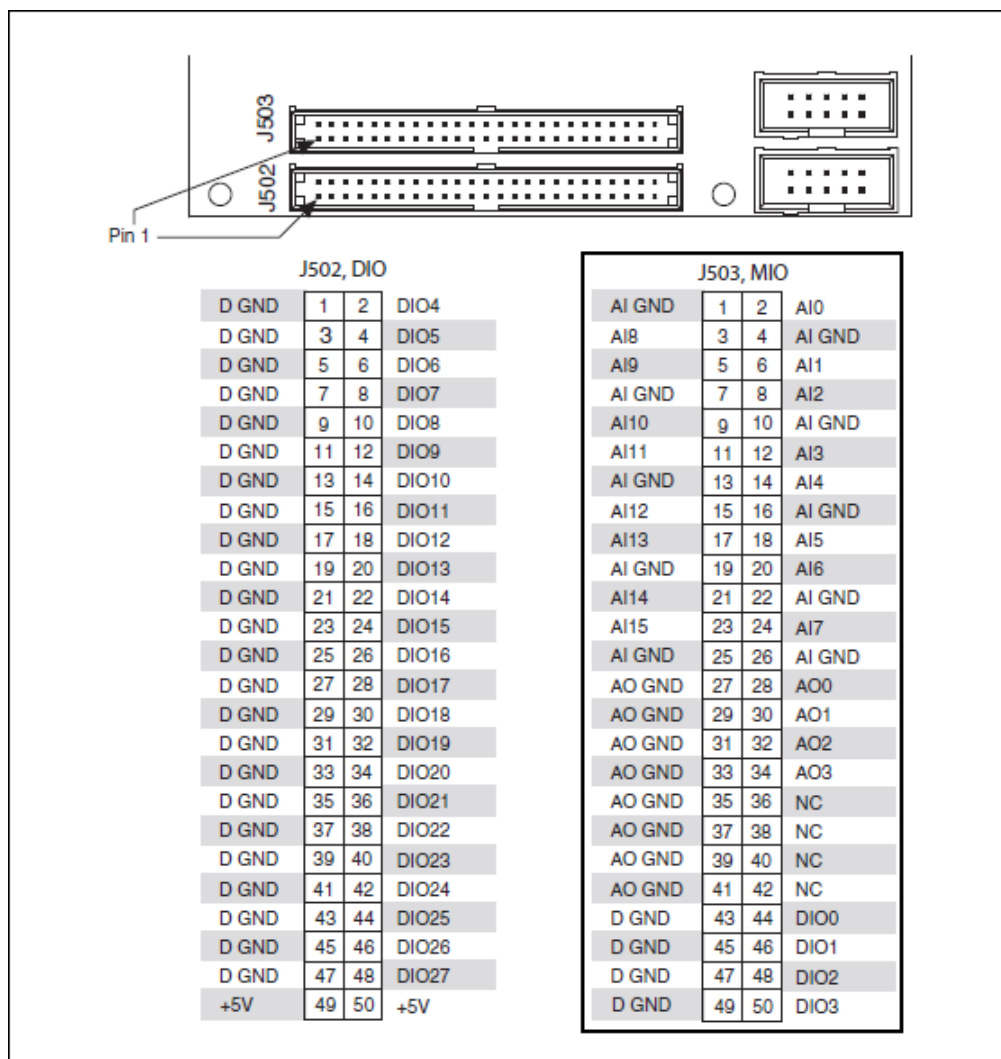 J503
J502
Pin 1
J502, DIO
D GND 1 2 DIO4
D GND 3 4 DIO5
D GND 5 6 DIO6
D GND 7 8 DIO7
D GND 9 10 DIO8
D GND 11 12 DIO9
D GND 13 14 DIO10
D GND 15 16 DIO11
D GND 17 18 DIO12
D GND 19 20 DIO13
D GND 21 22 DIO14
D GND 23 24 DIO15
D GND 25 26 DIO16
D GND 27 28 DIO17
D GND 29 30 DIO18
D GND 31 32 DIO19
D GND 33 34 DIO20
D GND 35 36 DIO21
D GND 37 38 DIO22
D GND 39 40 DIO23
D GND 41 42 DIO24
D GND 43 44 DIO25
D GND 45 46 DIO26
D GND 47 48 DIO27
+5V 49 50 +5V
J503, MIO
AI GND 1 2 AI0
AI8 3 4 AI GND
AI9 5 6 AI1
AI GND 7 8 AI2
AI10 9 10 AI GND
AI11 11 12 AI3
AI GND 13 14 AI4
AI12 15 16 AI GND
AI13 17 18 AI5
AI GND 19 20 AI6
AI14 21 22 AI GND
AI15 23 24 AI7
AI GND 25 26 AI GND
AO GND 27 28 AO0
AO GND 29 30 AO1
AO GND 31 32 AO2
AO GND 33 34 AO3
AO GND 35 36 NC
AO GND 37 38 NC
AO GND 39 40 NC
AO GND 41 42 NC
D GND 43 44 DIO0
D GND 45 46 DIO1
D GND 47 48 DIO2
D GND 49 50 DIO3